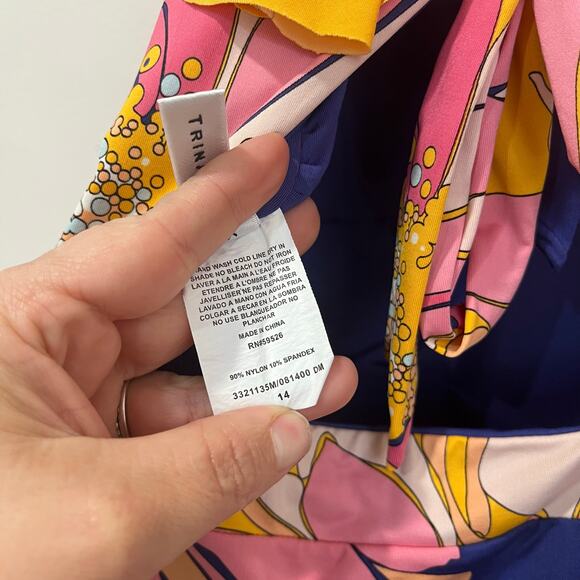 TRIN
AND WASH COLD LINE DRY IN
SHADE NO BLEACH DO NOT IRON
LAVER A LA MAIN A L'EAU FROIDE
ETENDRE A L'OMBRE NE PAS
JAVELLISER NE PAS REPASSER
LAVADO A MANO CON AGUA FRIA
COLGAR A SECAR EN LA SOMBRA
NO USE BLANQUEADOR NO
PLANCHAR
MADE IN CHINA
RN#59526
90% NYLON 10% SPANDEX
3321135M/081400 DM
14